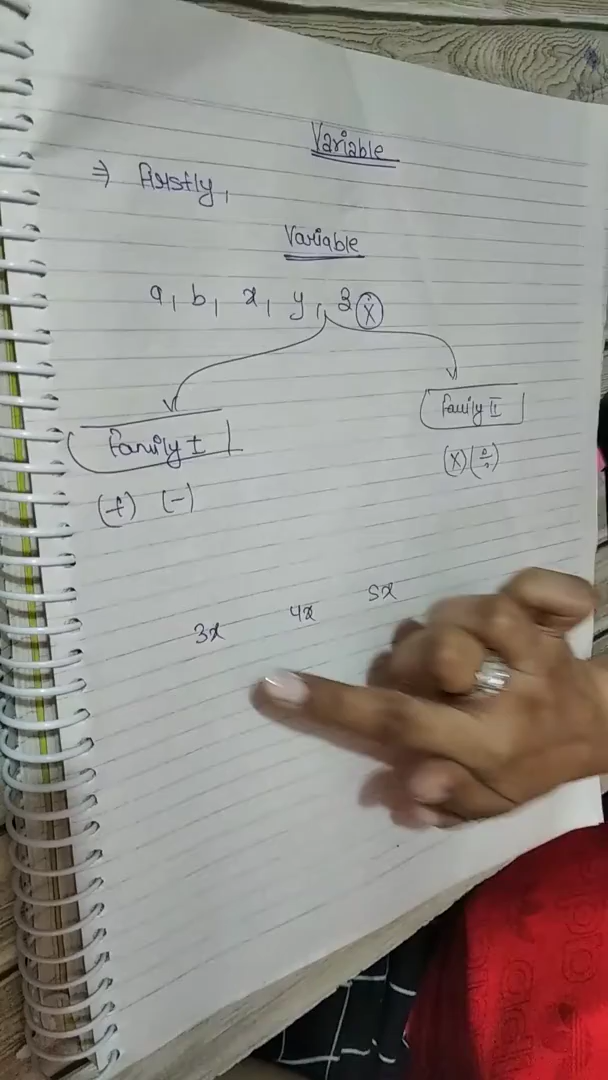 Variable
⇒ Firstly,
Variable
a, b, x, y, z (x)
Family I
Family II
(+) (-)
(x) (÷)
3x 4x 5x